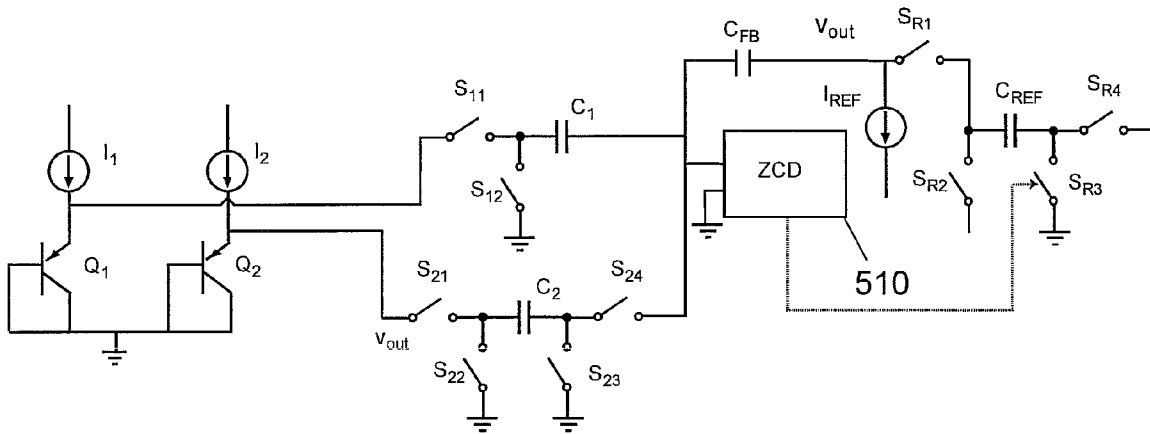 C_FB
v_out
S_R1
I_REF
C_REF
S_R4
S_11
C_1
I_1
I_2
S_12
ZCD
S_R2
S_R3
Q_1
Q_2
S_21
C_2
S_24
510
v_out
S_22
S_23